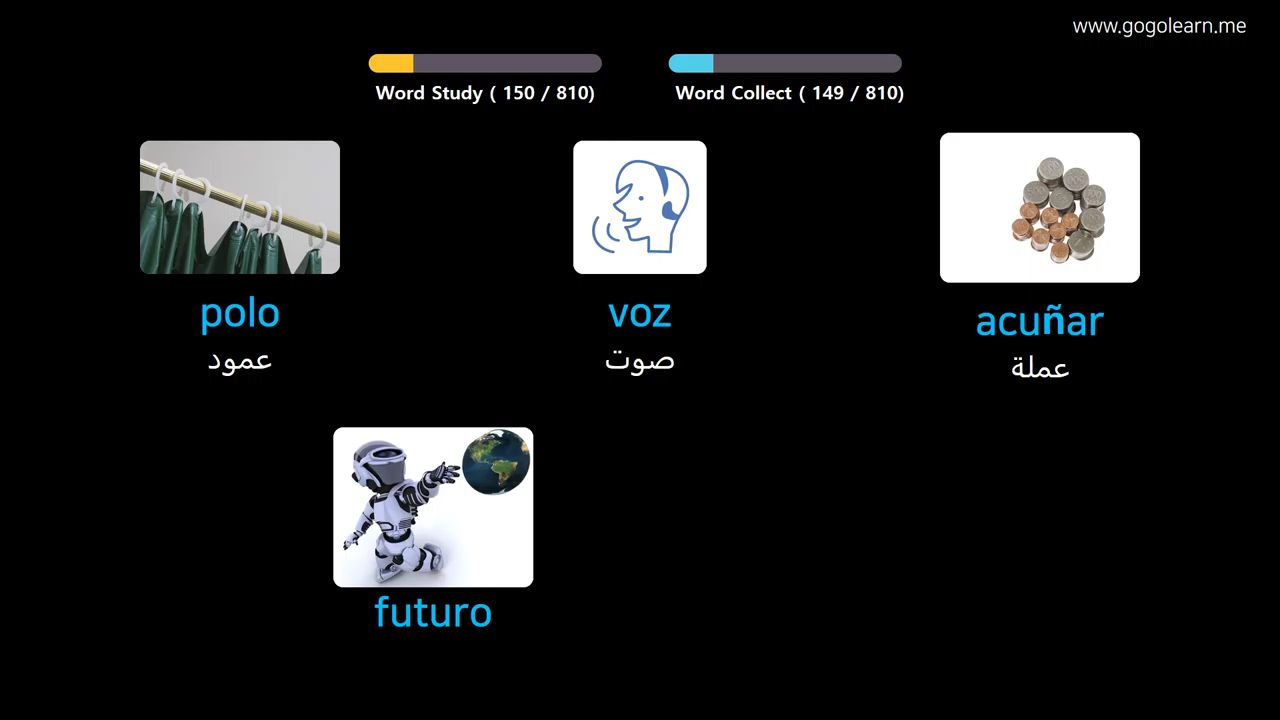 www.gogolearn.me
Word Study ( 150 / 810)
Word Collect ( 149 / 810)
polo
عمود
voz
صوت
acuñar
عملة
futuro